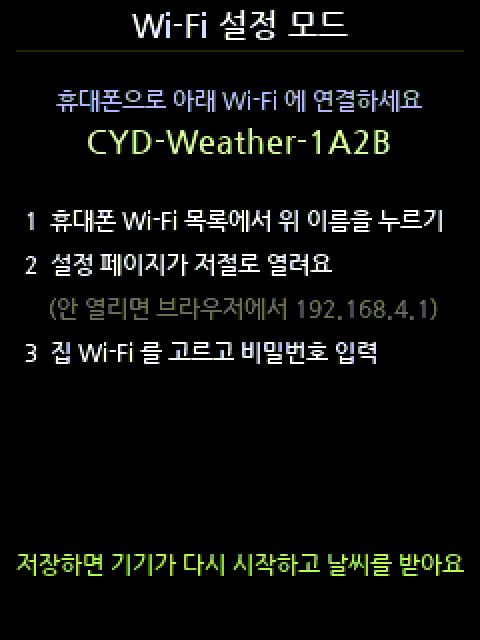 Wi-Fi 설정 모드
휴대폰으로 아래 Wi-Fi 에 연결하세요
CYD-Weather-1A2B
1 휴대폰 Wi-Fi 목록에서 위 이름을 누르기
2 설정 페이지가 저절로 열려요
(안 열리면 브라우저에서 192.168.4.1)
3 집 Wi-Fi 를 고르고 비밀번호 입력
저장하면 기기가 다시 시작하고 날씨를 받아요